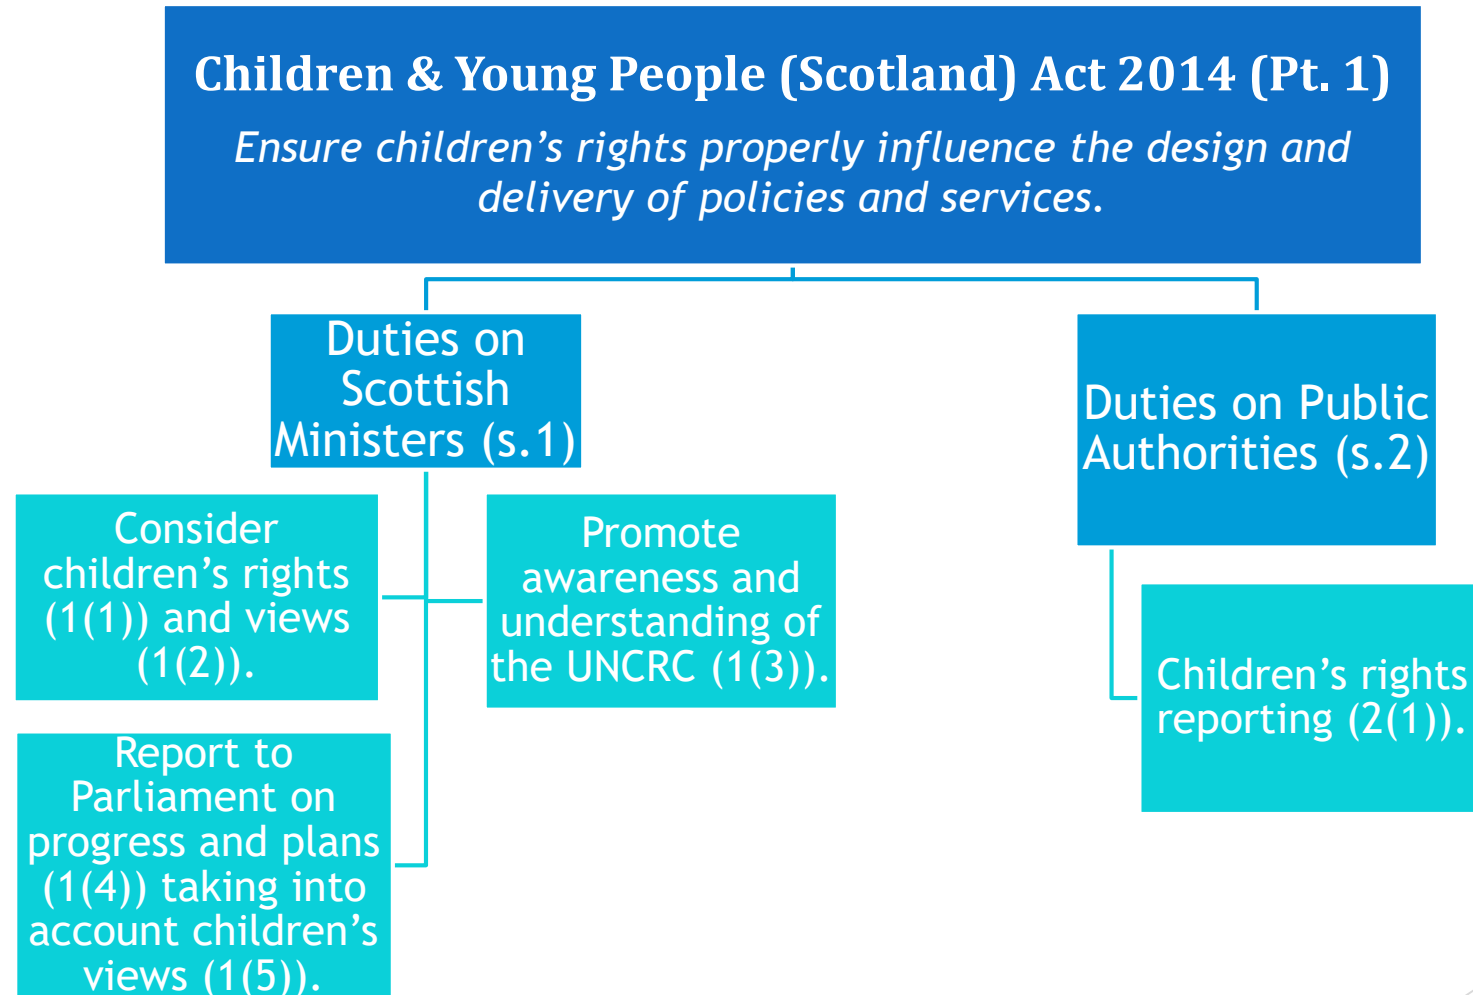 Children & Young People (Scotland) Act 2014 (Pt. 1)
Ensure children’s rights properly influence the design and
delivery of policies and services.
Duties on
Scottish
Ministers (s.1)
Duties on Public
Authorities (s.2)
Consider
children’s rights
(1(1)) and views
(1(2)).
Promote
awareness and
understanding of
the UNCRC (1(3)).
Report to
Parliament on
progress and plans
(1(4)) taking into
account children’s
views (1(5)).
Children’s rights
reporting (2(1)).